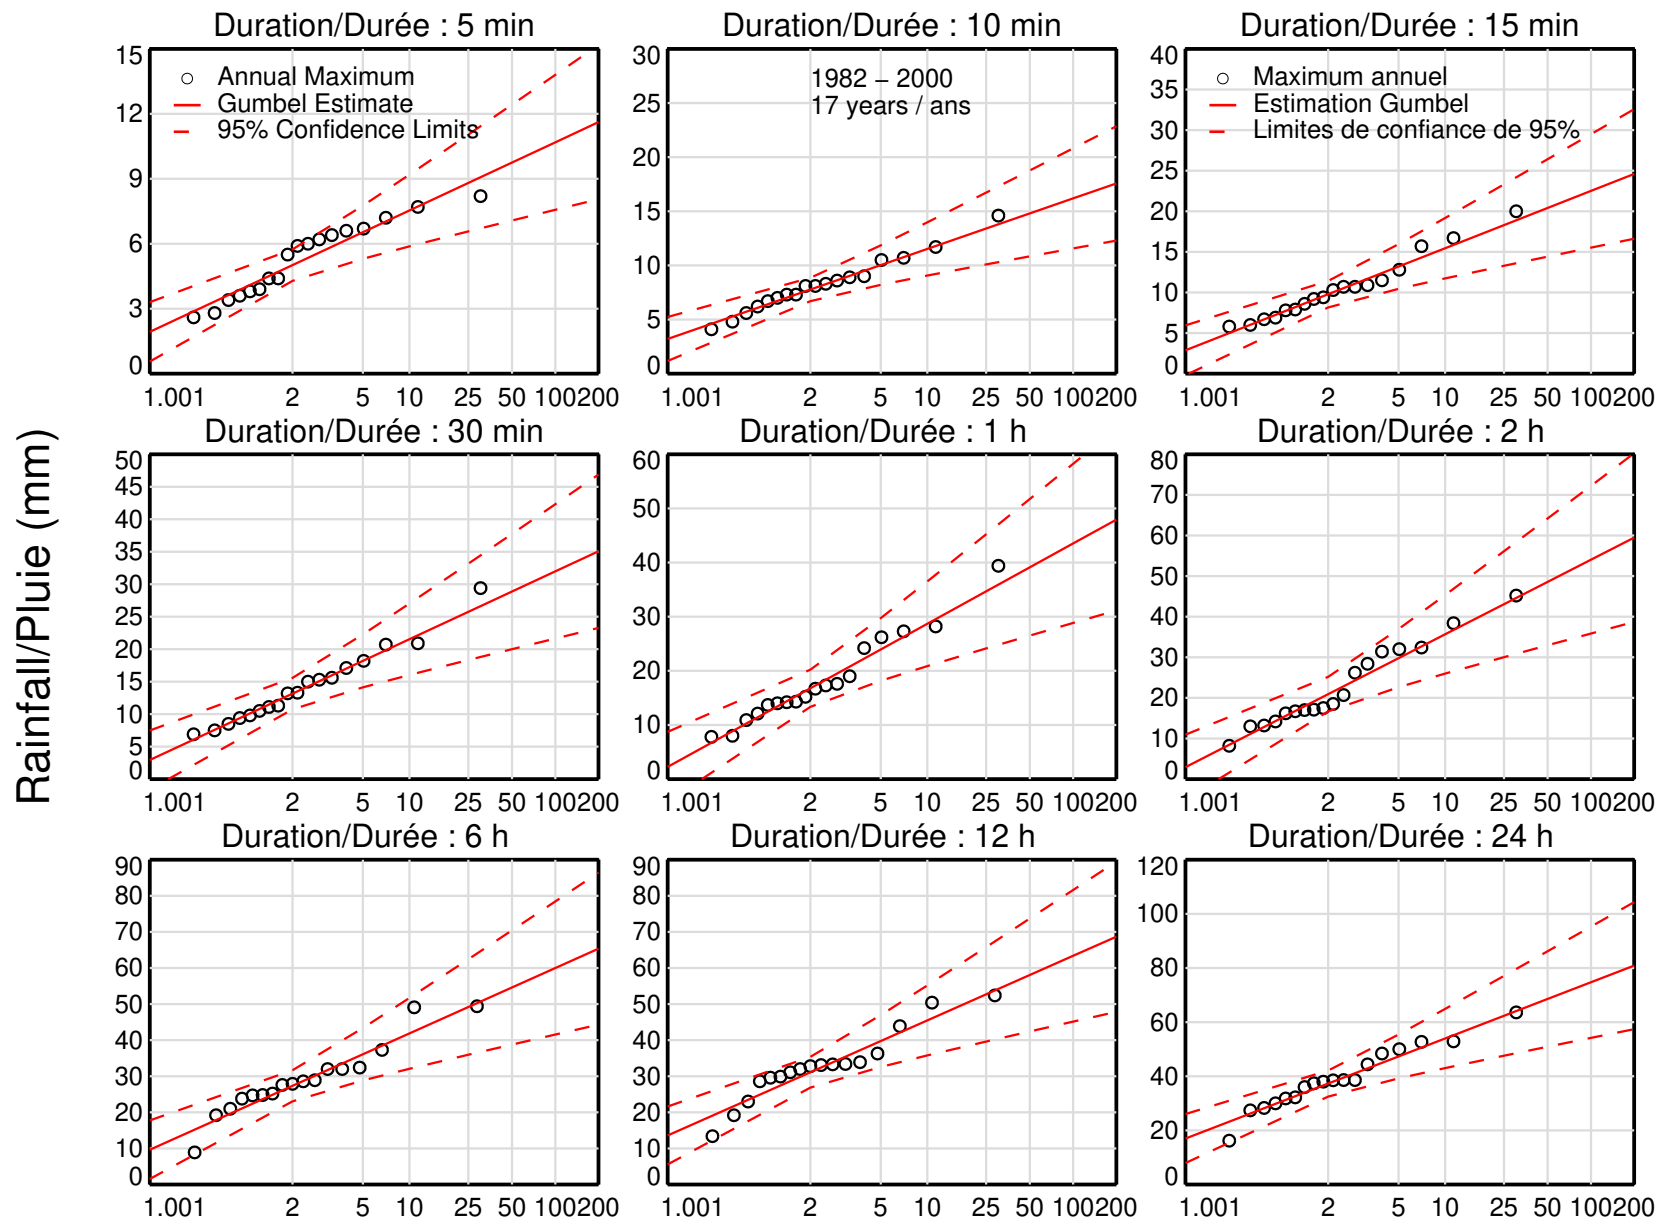 Duration/Durée : 5 min
Duration/Durée : 10 min
Duration/Durée : 15 min
15
12
9
6
3
0
Annual Maximum
Gumbel Estimate
95% Confidence Limits
30
25
20
15
10
5
0
1982 – 2000
17 years / ans
40
35
30
25
20
15
10
5
0
Maximum annuel
Estimation Gumbel
Limites de confiance de 95%
1.001 2 5 10 25 50 100 200
1.001 2 5 10 25 50 100 200
1.001 2 5 10 25 50 100 200
Rainfall/Pluie (mm)
Duration/Durée : 30 min
Duration/Durée : 1 h
Duration/Durée : 2 h
50
45
40
35
30
25
20
15
10
5
0
60
50
40
30
20
10
0
80
70
60
50
40
30
20
10
0
1.001 2 5 10 25 50 100 200
1.001 2 5 10 25 50 100 200
1.001 2 5 10 25 50 100 200
Duration/Durée : 6 h
Duration/Durée : 12 h
Duration/Durée : 24 h
90
80
70
60
50
40
30
20
10
0
90
80
70
60
50
40
30
20
10
0
120
100
80
60
40
20
0
1.001 2 5 10 25 50 100 200
1.001 2 5 10 25 50 100 200
1.001 2 5 10 25 50 100 200